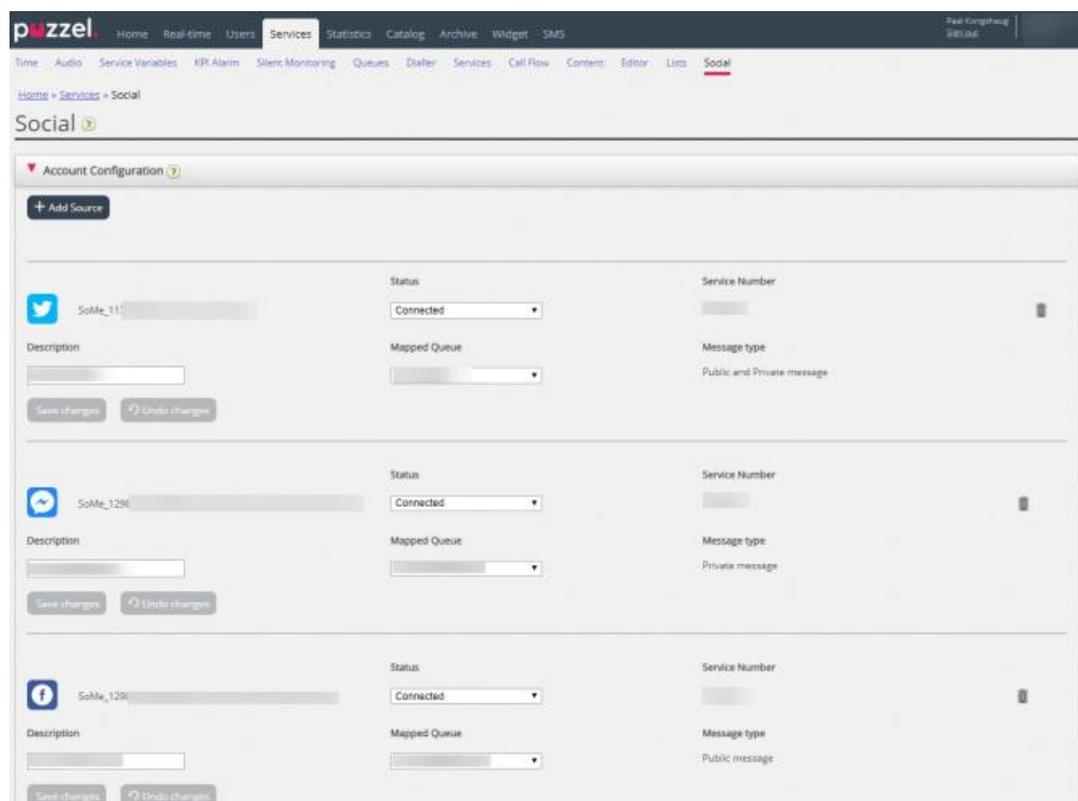 puzzel.
Home Real-time Users Services Statistics Catalog Archive Widget SMS
Paal Kongshaug
Sign out
Time Audio Service Variables KPI Alarm Silent Monitoring Queues Dialler Services Call Flow Content Editor Lists Social
Home » Services » Social
Social ?
Account Configuration ?
+ Add Source
Status
Service Number
SoMe_11
Connected
Description
Mapped Queue
Message type
Public and Private message
Save changes Undo changes
Status
Service Number
SoMe_129
Connected
Description
Mapped Queue
Message type
Private message
Save changes Undo changes
Status
Service Number
SoMe_129
Connected
Description
Mapped Queue
Message type
Public message
Save changes Undo changes